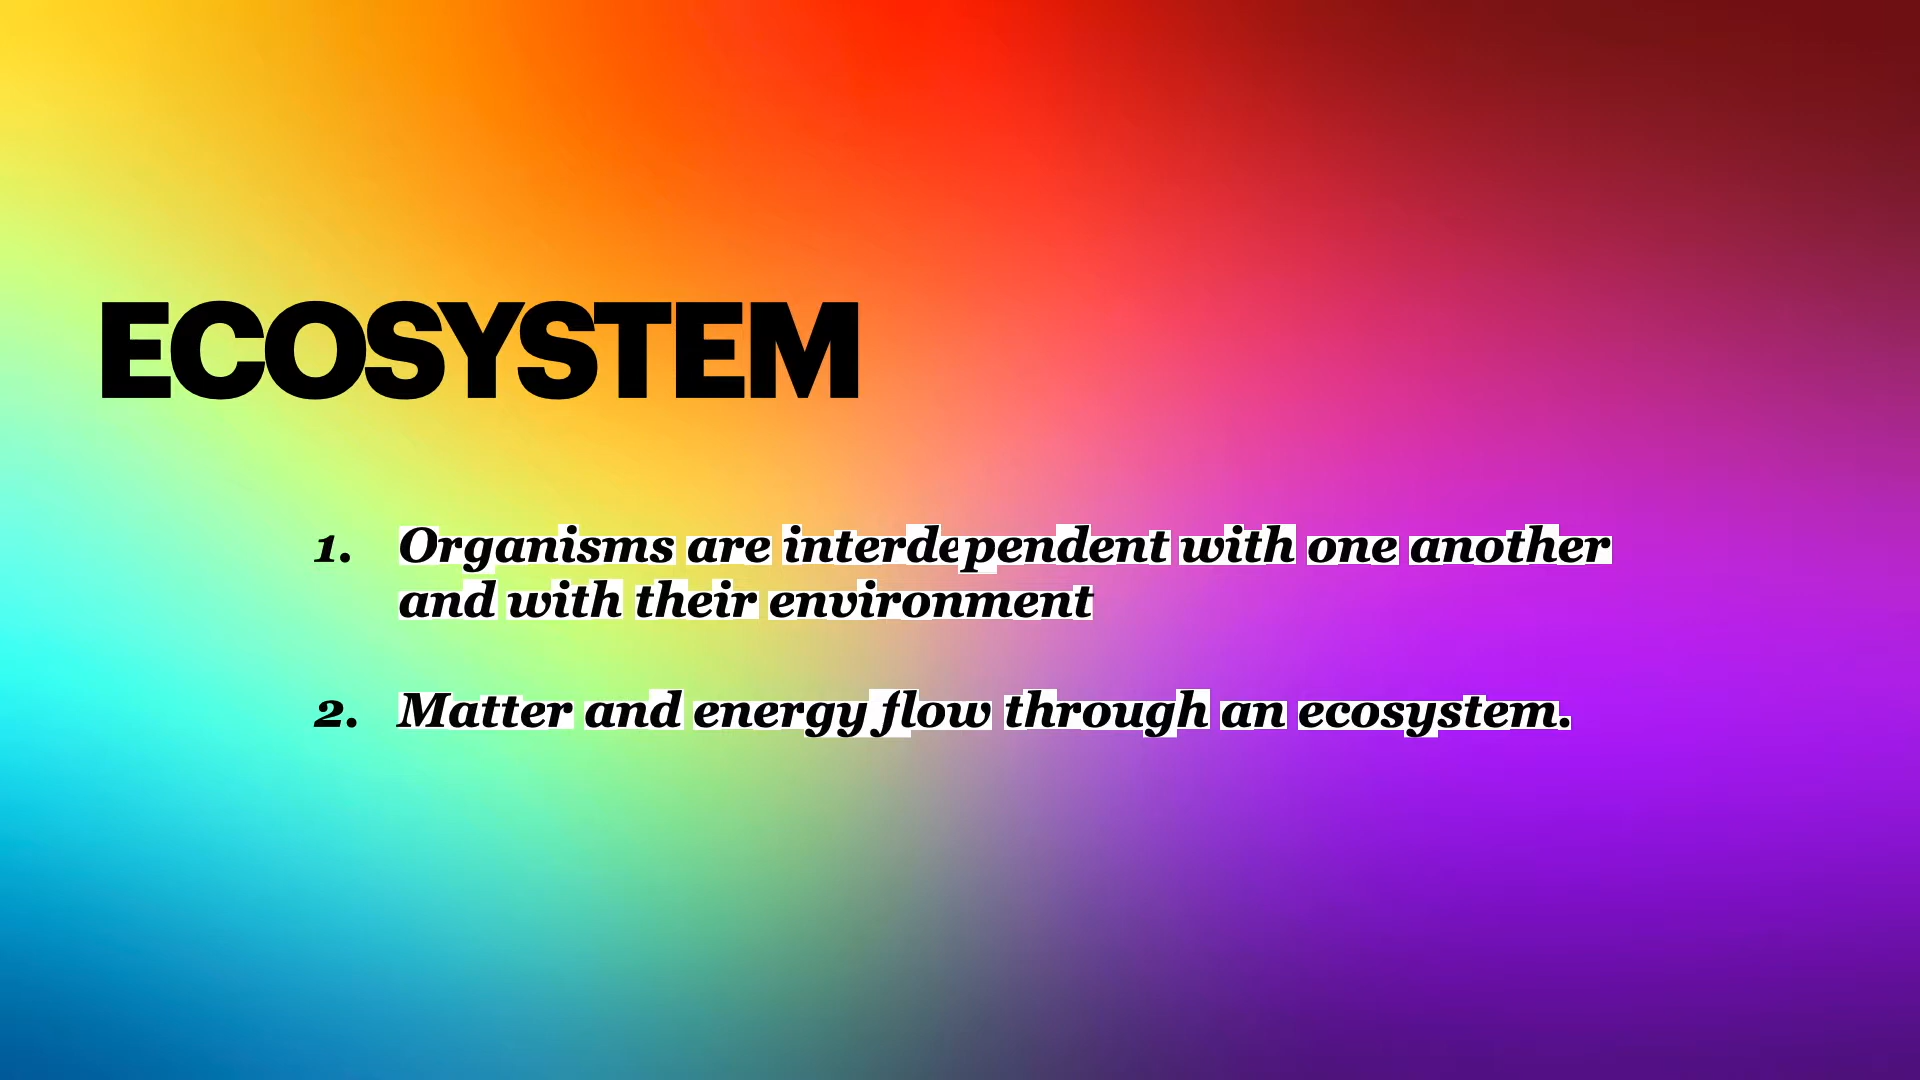 ECOSYSTEM
1. Organisms are interdependent with one another
and with their environment
2. Matter and energy flow through an ecosystem.